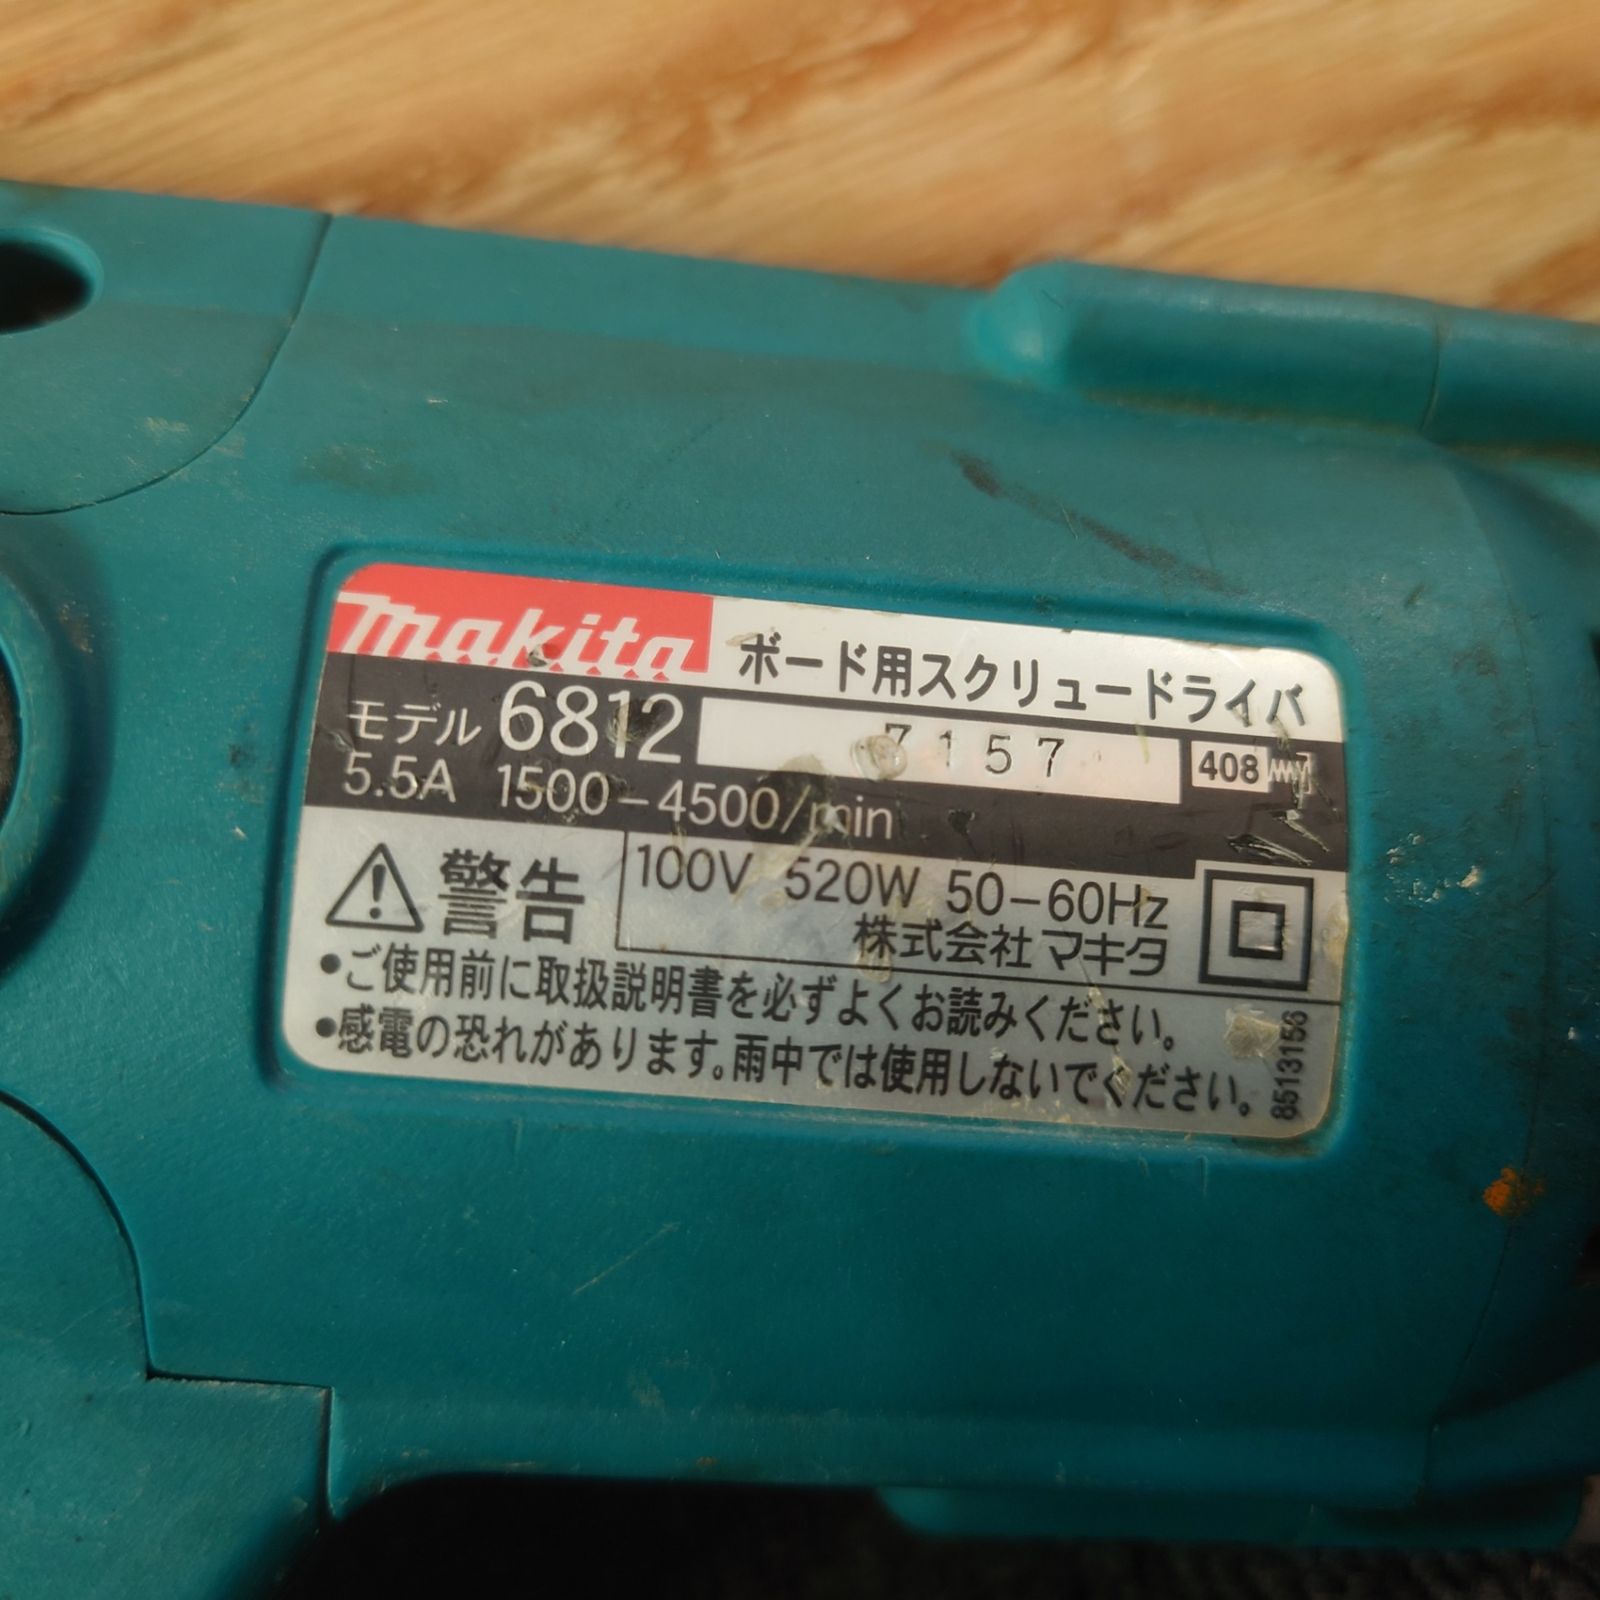 makita ボード用スクリュードライバ
モデル 6812 7157 408
5.5A 1500-4500/min
警告 100V 520W 50-60Hz
株式会社 マキタ
•ご使用前に取扱説明書を必ずよくお読みください。
•感電の恐れがあります。雨中では使用しないでください。
8513156